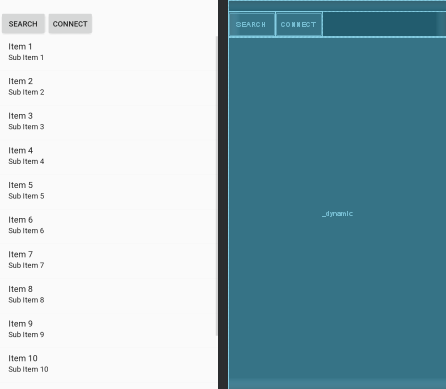 SEARCH CONNECT
Item 1
Sub Item 1
Item 2
Sub Item 2
Item 3
Sub Item 3
Item 4
Sub Item 4
Item 5
Sub Item 5
Item 6
Sub Item 6
Item 7
Sub Item 7
Item 8
Sub Item 8
Item 9
Sub Item 9
Item 10
Sub Item 10
SEARCH CONNECT
_dynamic